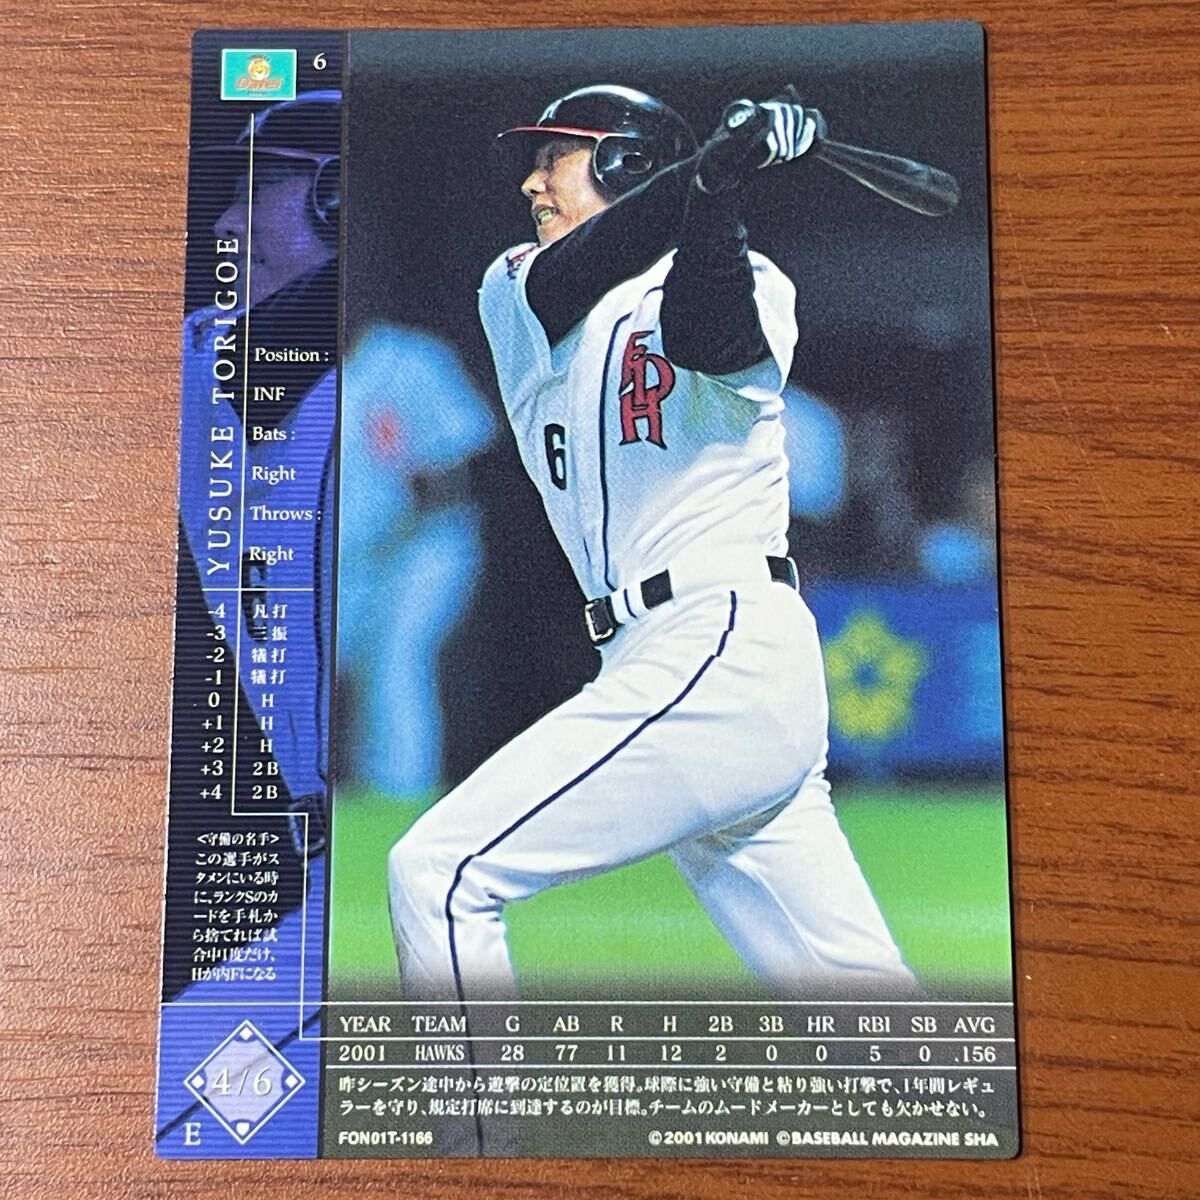 Daiei
6
YUSUKE TORIGOE
Position :
INF
Bats :
Right
Throws :
Right
-4 凡打
-3 三振
-2 犠打
-1 犠打
0 H
+1 H
+2 H
+3 2B
+4 2B
<守備の名手>
この選手がス
タメンにいる時
に、ランクSのカ
ードを手札か
ら捨てれば試
合中1度だけ、
Hが内Fになる
4/6
E
FDH
6
YEAR TEAM G AB R H 2B 3B HR RBI SB AVG
2001 HAWKS 28 77 11 12 2 0 0 5 0 .156
昨シーズン途中から遊撃の定位置を獲得。球際に強い守備と粘り強い打撃で、1年間レギュ
ラーを守り、規定打席に到達するのが目標。チームのムードメーカーとしても欠かせない。
FON01T-1166
©2001 KONAMI ©BASEBALL MAGAZINE SHA